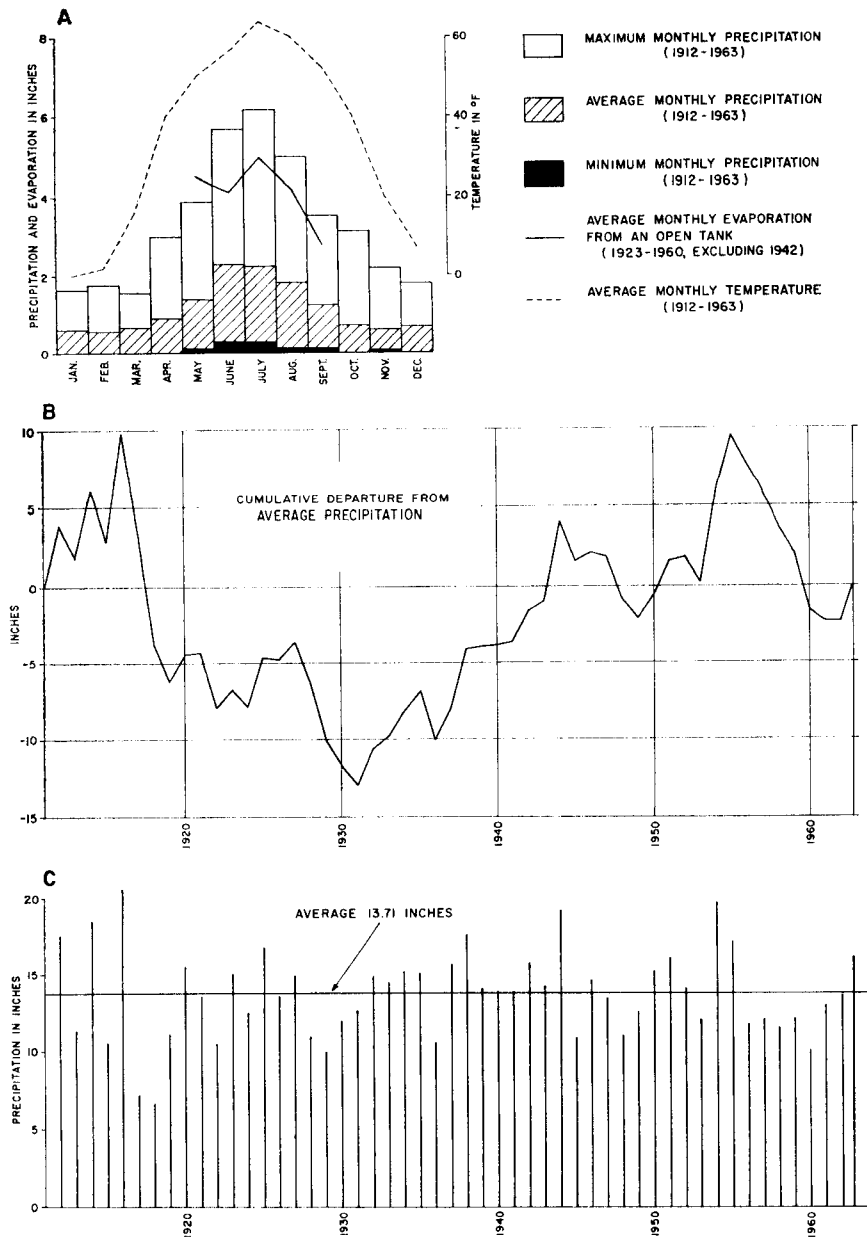 A
8
6
4
2
0
PRECIPITATION AND EVAPORATION IN INCHES
60
40
20
0
TEMPERATURE IN °F
JAN.
FEB.
MAR.
APR.
MAY
JUNE
JULY
AUG.
SEPT.
OCT.
NOV.
DEC.
MAXIMUM MONTHLY PRECIPITATION
(1912-1963)
AVERAGE MONTHLY PRECIPITATION
(1912-1963)
MINIMUM MONTHLY PRECIPITATION
(1912-1963)
AVERAGE MONTHLY EVAPORATION
FROM AN OPEN TANK
(1923-1960, EXCLUDING 1942)
AVERAGE MONTHLY TEMPERATURE
(1912-1963)
B
10
5
0
-5
-10
-15
INCHES
CUMULATIVE DEPARTURE FROM
AVERAGE PRECIPITATION
1920
1930
1940
1950
1960
C
20
15
10
5
0
PRECIPITATION IN INCHES
AVERAGE 13.71 INCHES
1920
1930
1940
1950
1960